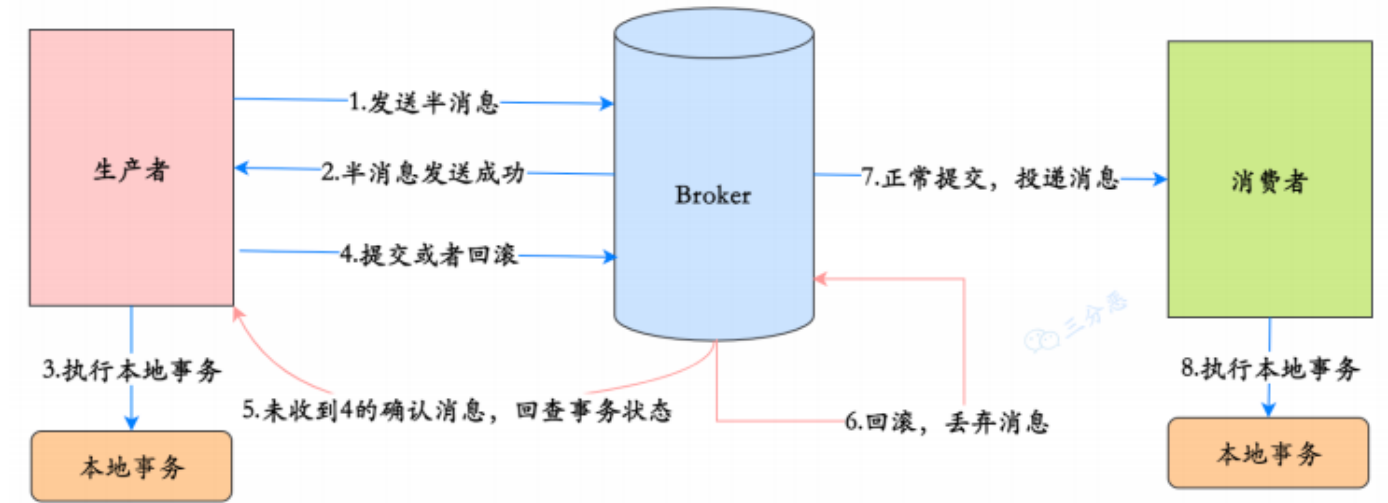 1.发送半消息
生产者
2.半消息发送成功
Broker
7.正常提交，投递消息
消费者
4.提交或者回滚
三分恶
3.执行本地事务
8.执行本地事务
5.未收到4的确认消息，回查事务状态
6.回滚，丢弃消息
本地事务
本地事务